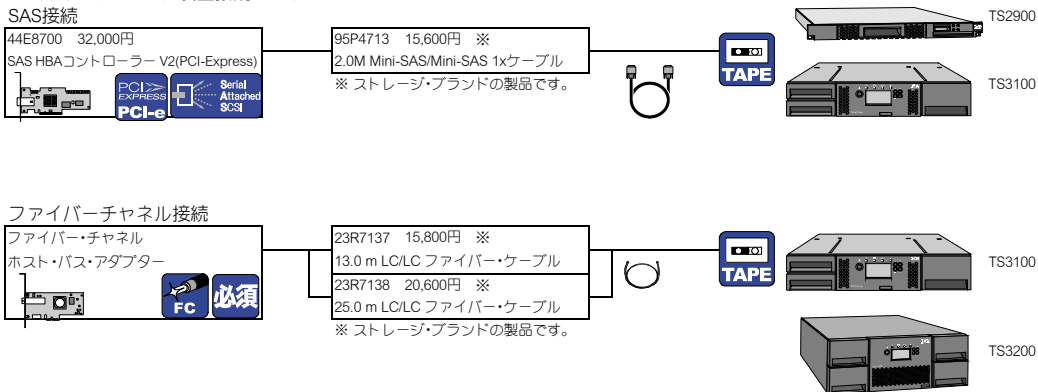 SAS接続
44E8700 32,000円
SAS HBAコントローラー V2(PCI-Express)
PCI EXPRESS
PCI-e
Serial
Attached
SCSI
95P4713 15,600円 ※
2.0M Mini-SAS/Mini-SAS 1xケーブル
※ ストレージ・ブランドの製品です。
TAPE
TS2900
TS3100
ファイバーチャネル接続
ファイバー・チャネル
ホスト・バス・アダプター
FC
必須
23R7137 15,800円 ※
13.0 m LC/LC ファイバー・ケーブル
23R7138 20,600円 ※
25.0 m LC/LC ファイバー・ケーブル
※ ストレージ・ブランドの製品です。
TAPE
TS3100
TS3200